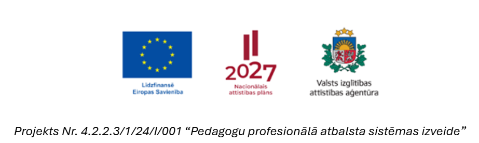 Līdzfinansē
Eiropas Savienība
2027
Nacionālais
attīstības plāns
Valsts izglītības
attīstības aģentūra
Projekts Nr. 4.2.2.3/1/24/I/001 “Pedagogu profesionālā atbalsta sistēmas izveide”